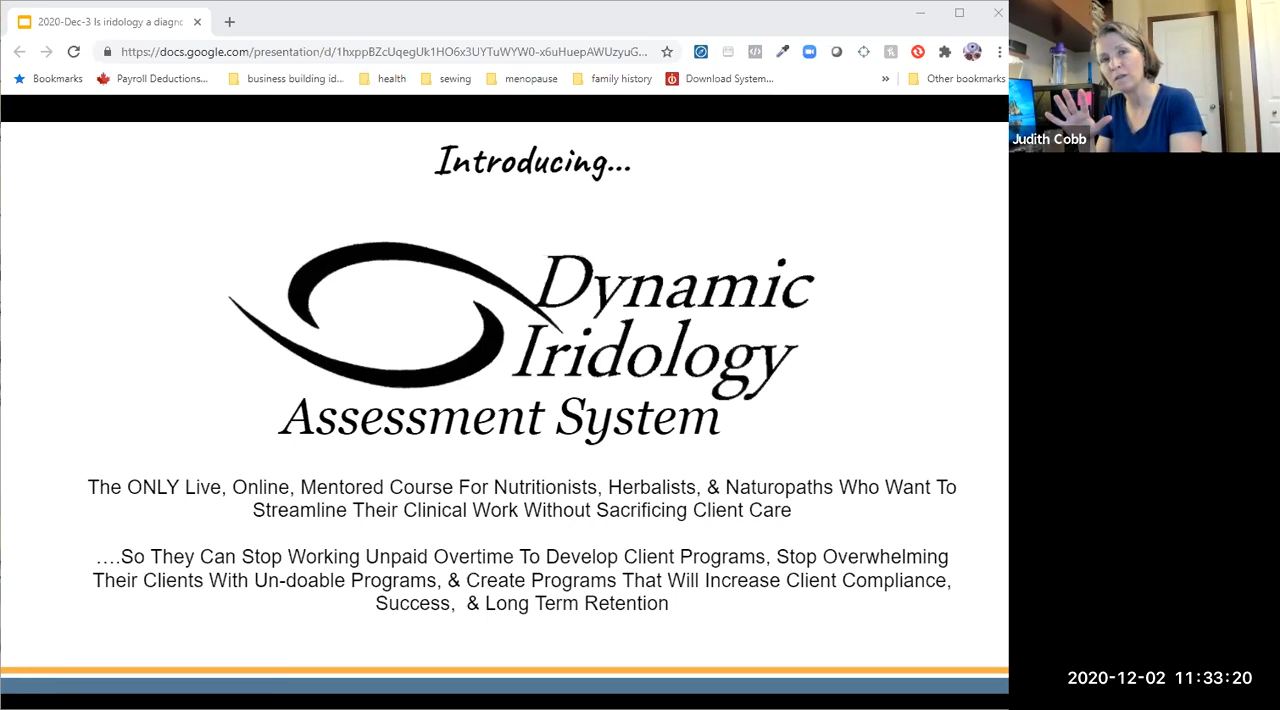 2020-Dec-3 Is iridology a diagno
https://docs.google.com/presentation/d/1hxppBZcUqegUk1HO6x3UYTuWYW0-x6uHuepAWUzyuG...
Bookmarks
Payroll Deductions...
business building id...
health
sewing
menopause
family history
Download System...
»
Other bookmarks
Judith Cobb
Introducing...
Dynamic
Iridology
Assessment System
The ONLY Live, Online, Mentored Course For Nutritionists, Herbalists, & Naturopaths Who Want To
Streamline Their Clinical Work Without Sacrificing Client Care
….So They Can Stop Working Unpaid Overtime To Develop Client Programs, Stop Overwhelming
Their Clients With Un-doable Programs, & Create Programs That Will Increase Client Compliance,
Success,  & Long Term Retention
2020-12-02 11:33:20